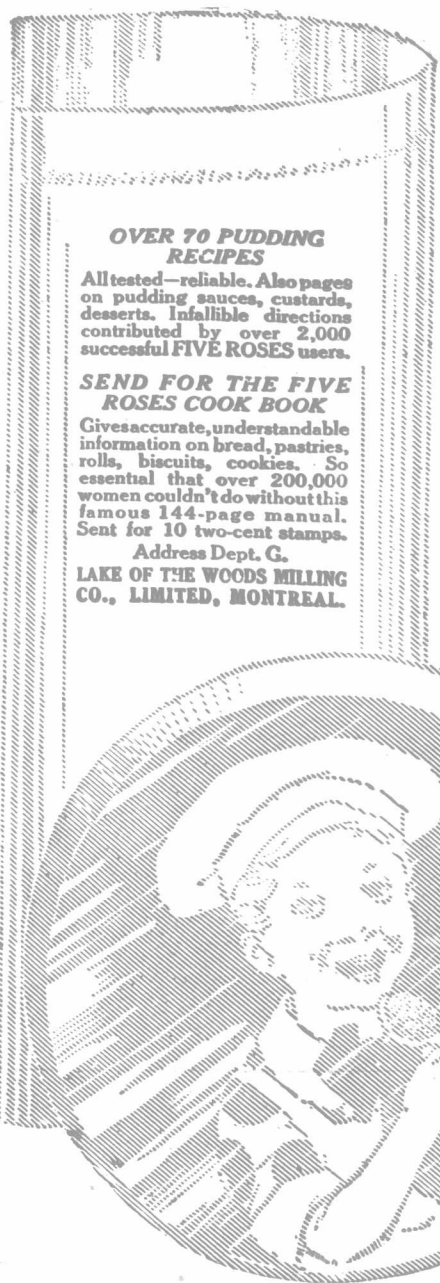 OVER 70 PUDDING
RECIPES
All tested—reliable. Also pages
on pudding sauces, custards,
desserts. Infallible directions
contributed by over 2,000
successful FIVE ROSES users.
SEND FOR THE FIVE
ROSES COOK BOOK
Gives accurate, understandable
information on bread, pastries,
rolls, biscuits, cookies. So
essential that over 200,000
women couldn't do without this
famous 144-page manual.
Sent for 10 two-cent stamps.
Address Dept. G.
LAKE OF THE WOODS MILLING
CO., LIMITED, MONTREAL.